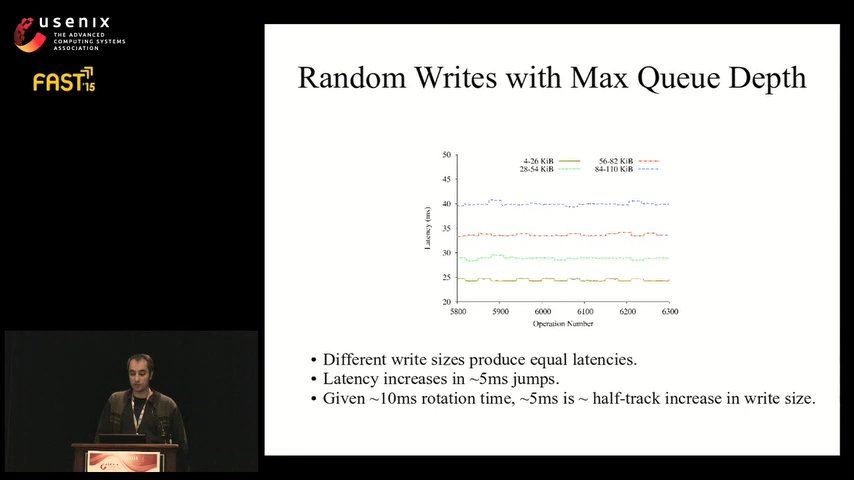 usenix
THE ADVANCED
COMPUTING SYSTEMS
ASSOCIATION
FAST'15
Random Writes with Max Queue Depth
4-26 KiB
56-82 KiB
28-54 KiB
84-110 KiB
50
45
40
35
30
25
20
Latency (ms)
5800
5900
6000
6100
6200
6300
Operation Number
• Different write sizes produce equal latencies.
• Latency increases in ~5ms jumps.
• Given ~10ms rotation time, ~5ms is ~ half-track increase in write size.